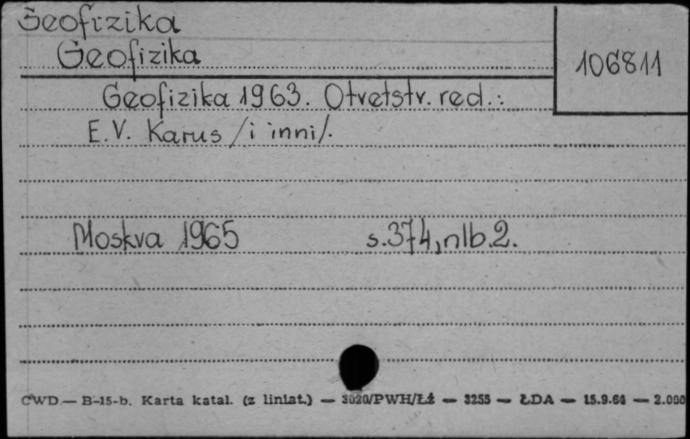 Geofizika
Geofizika
106811
Geofizika 1963. Otvetstv. red.:
E.V. Karus /i inni/.
Moskva 1965 s.374, nlb.2.
CWD — B-15-b. Karta katal. (z liniat.) — 3020/PWH/Łź — 3255 — ŁDA — 15.9.64 — 2.000